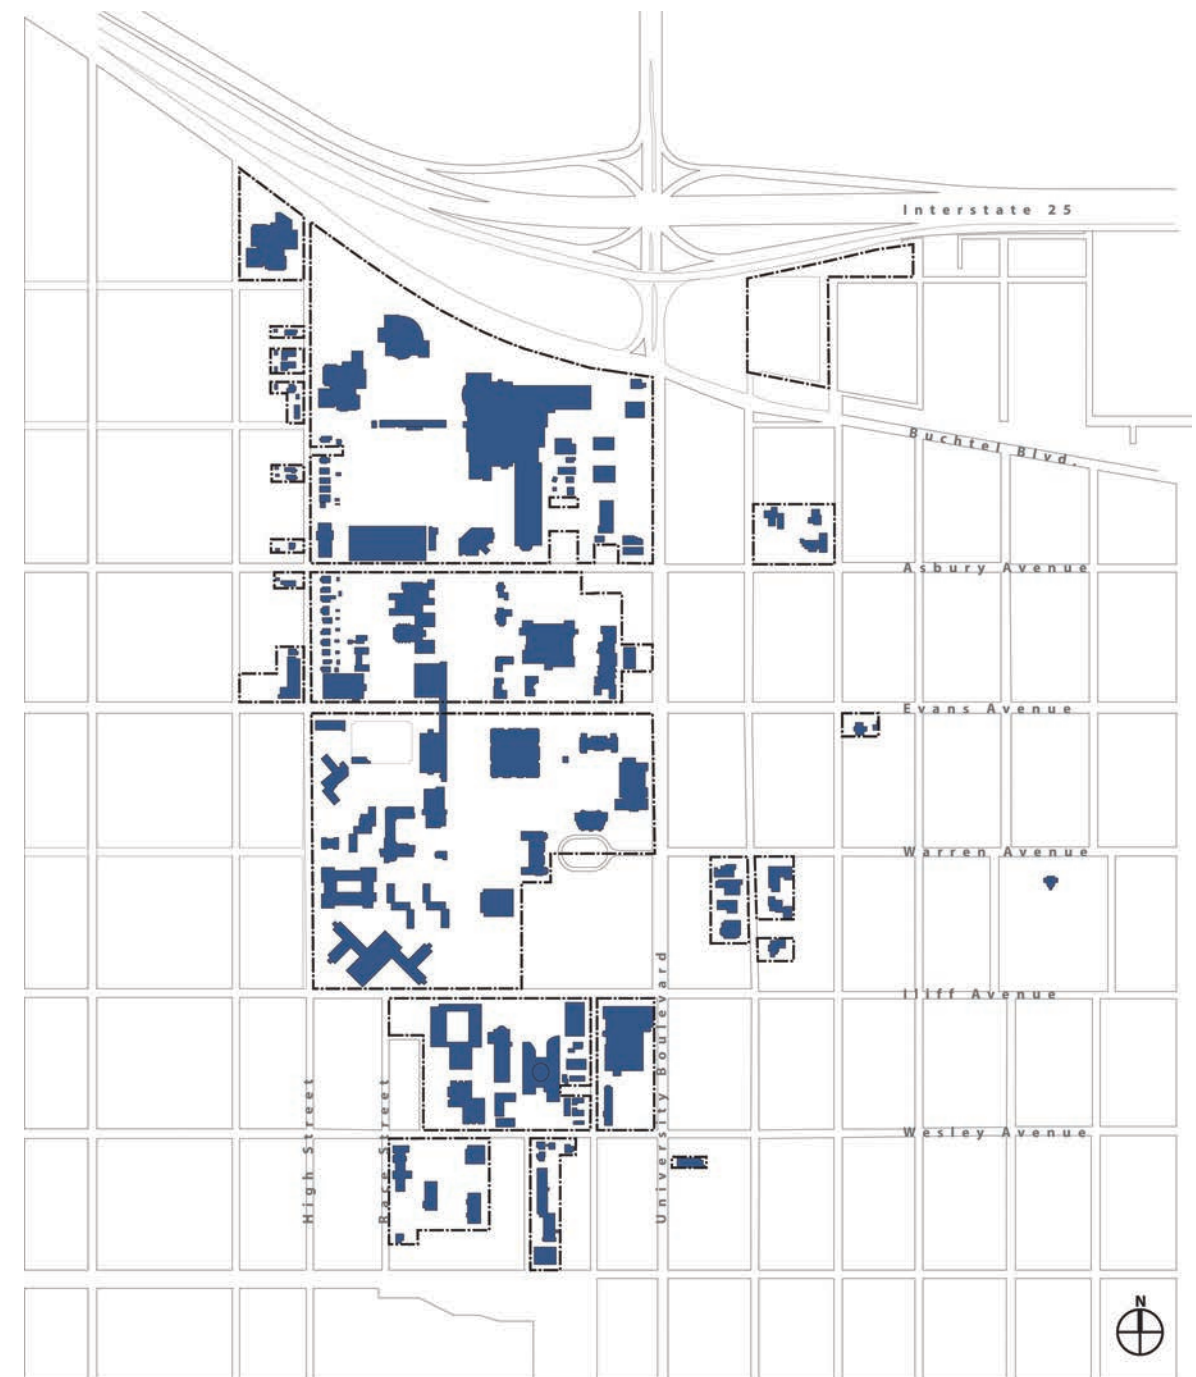 Interstate 25
Buchtel Blvd.
Asbury Avenue
Evans Avenue
Warren Avenue
Iliff Avenue
Wesley Avenue
High Street
Race Street
University Boulevard
N